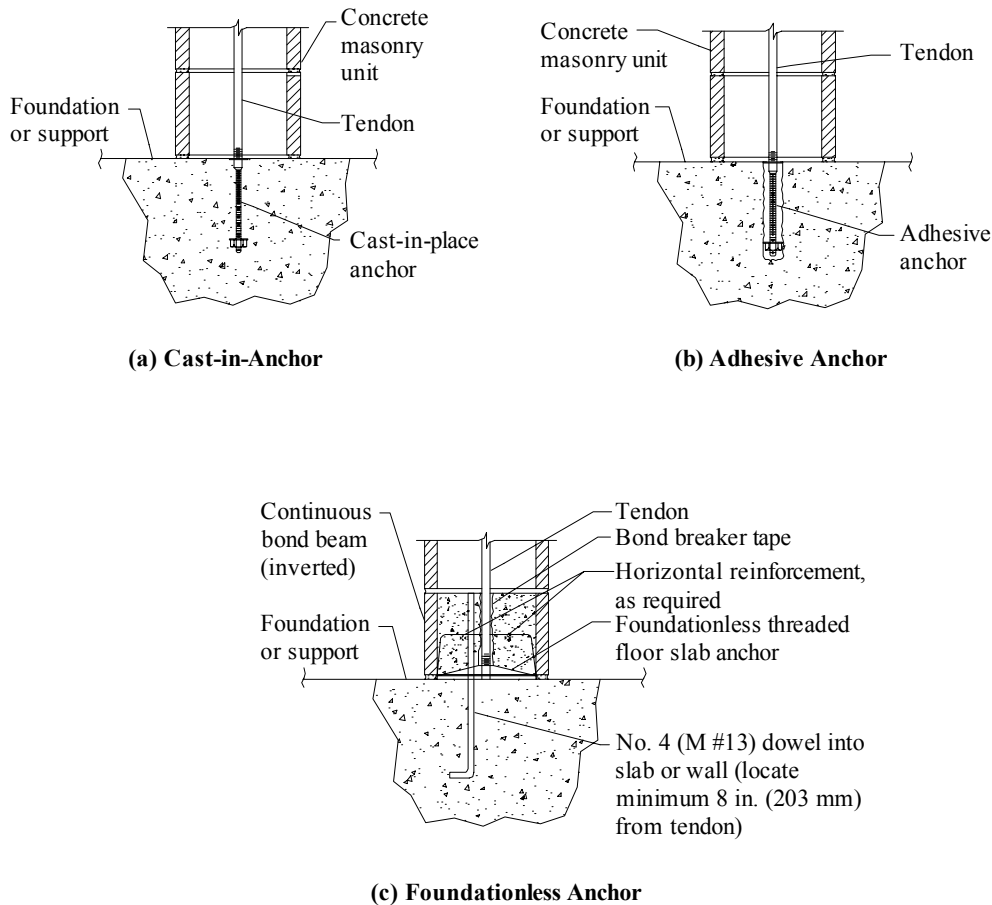 Concrete
masonry
unit
Foundation
or support
Tendon
Cast-in-place
anchor
(a) Cast-in-Anchor
Concrete
masonry unit
Tendon
Foundation
or support
Adhesive
anchor
(b) Adhesive Anchor
Continuous
bond beam
(inverted)
Foundation
or support
Tendon
Bond breaker tape
Horizontal reinforcement,
as required
Foundationless threaded
floor slab anchor
No. 4 (M #13) dowel into
slab or wall (locate
minimum 8 in. (203 mm)
from tendon)
(c) Foundationless Anchor